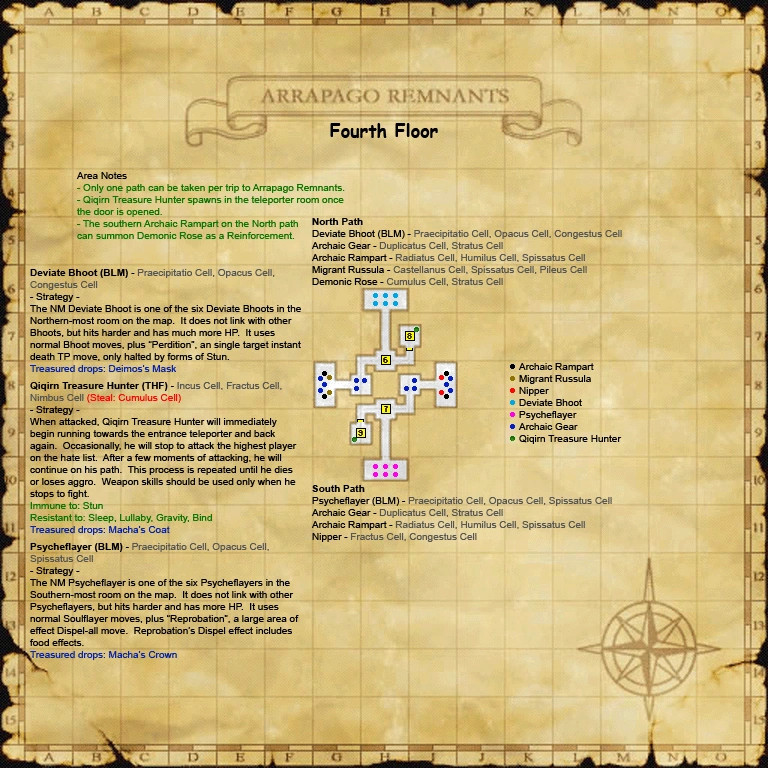 A B C D E F G H I J K L M N O
ARRAPAGO REMNANTS
Fourth Floor
Area Notes
- Only one path can be taken per trip to Arrapago Remnants.
- Qiqirn Treasure Hunter spawns in the teleporter room once
the door is opened.
- The southern Archaic Rampart on the North path
can summon Demonic Rose as a Reinforcement.
North Path
Deviate Bhoot (BLM) - Praecipitatio Cell, Opacus Cell, Congestus Cell
Archaic Gear - Duplicatus Cell, Stratus Cell
Archaic Rampart - Radiatus Cell, Humilus Cell, Spissatus Cell
Migrant Russula - Castellanus Cell, Spissatus Cell, Pileus Cell
Demonic Rose - Cumulus Cell, Stratus Cell
Deviate Bhoot (BLM) - Praecipitatio Cell, Opacus Cell,
Congestus Cell
- Strategy -
The NM Deviate Bhoot is one of the six Deviate Bhoots in the
Northern-most room on the map. It does not link with other
Bhoots, but hits harder and has much more HP. It uses
normal Bhoot moves, plus "Perdition", an single target instant
death TP move, only halted by forms of Stun.
Treasured drops: Deimos's Mask
Qiqirn Treasure Hunter (THF) - Incus Cell, Fractus Cell,
Nimbus Cell (Steal: Cumulus Cell)
- Strategy -
When attacked, Qiqirn Treasure Hunter will immediately
begin running towards the entrance teleporter and back
again. Occasionally, he will stop to attack the highest player
on the hate list. After a few moments of attacking, he will
continue on his path. This process is repeated until he dies
or loses aggro. Weapon skills should be used only when he
stops to fight.
Immune to: Stun
Resistant to: Sleep, Lullaby, Gravity, Bind
Treasured drops: Macha's Coat
Psycheflayer (BLM) - Praecipitatio Cell, Opacus Cell,
Spissatus Cell
- Strategy -
The NM Psycheflayer is one of the six Psycheflayers in the
Southern-most room on the map. It does not link with other
Psycheflayers, but hits harder and has more HP. It uses
normal Soulflayer moves, plus "Reprobation", a large area of
effect Dispel-all move. Reprobation's Dispel effect includes
food effects.
Treasured drops: Macha's Crown
8
6
7
9
Archaic Rampart
Migrant Russula
Nipper
Deviate Bhoot
Psycheflayer
Archaic Gear
Qiqirn Treasure Hunter
South Path
Psycheflayer (BLM) - Praecipitatio Cell, Opacus Cell, Spissatus Cell
Archaic Gear - Duplicatus Cell, Stratus Cell
Archaic Rampart - Radiatus Cell, Humilus Cell, Spissatus Cell
Nipper - Fractus Cell, Congestus Cell
1
2
3
4
5
6
7
8
9
10
11
12
13
14
15
1
2
3
4
5
6
7
8
9
10
11
12
13
14
15
A B C D E F G H I J K L M N O